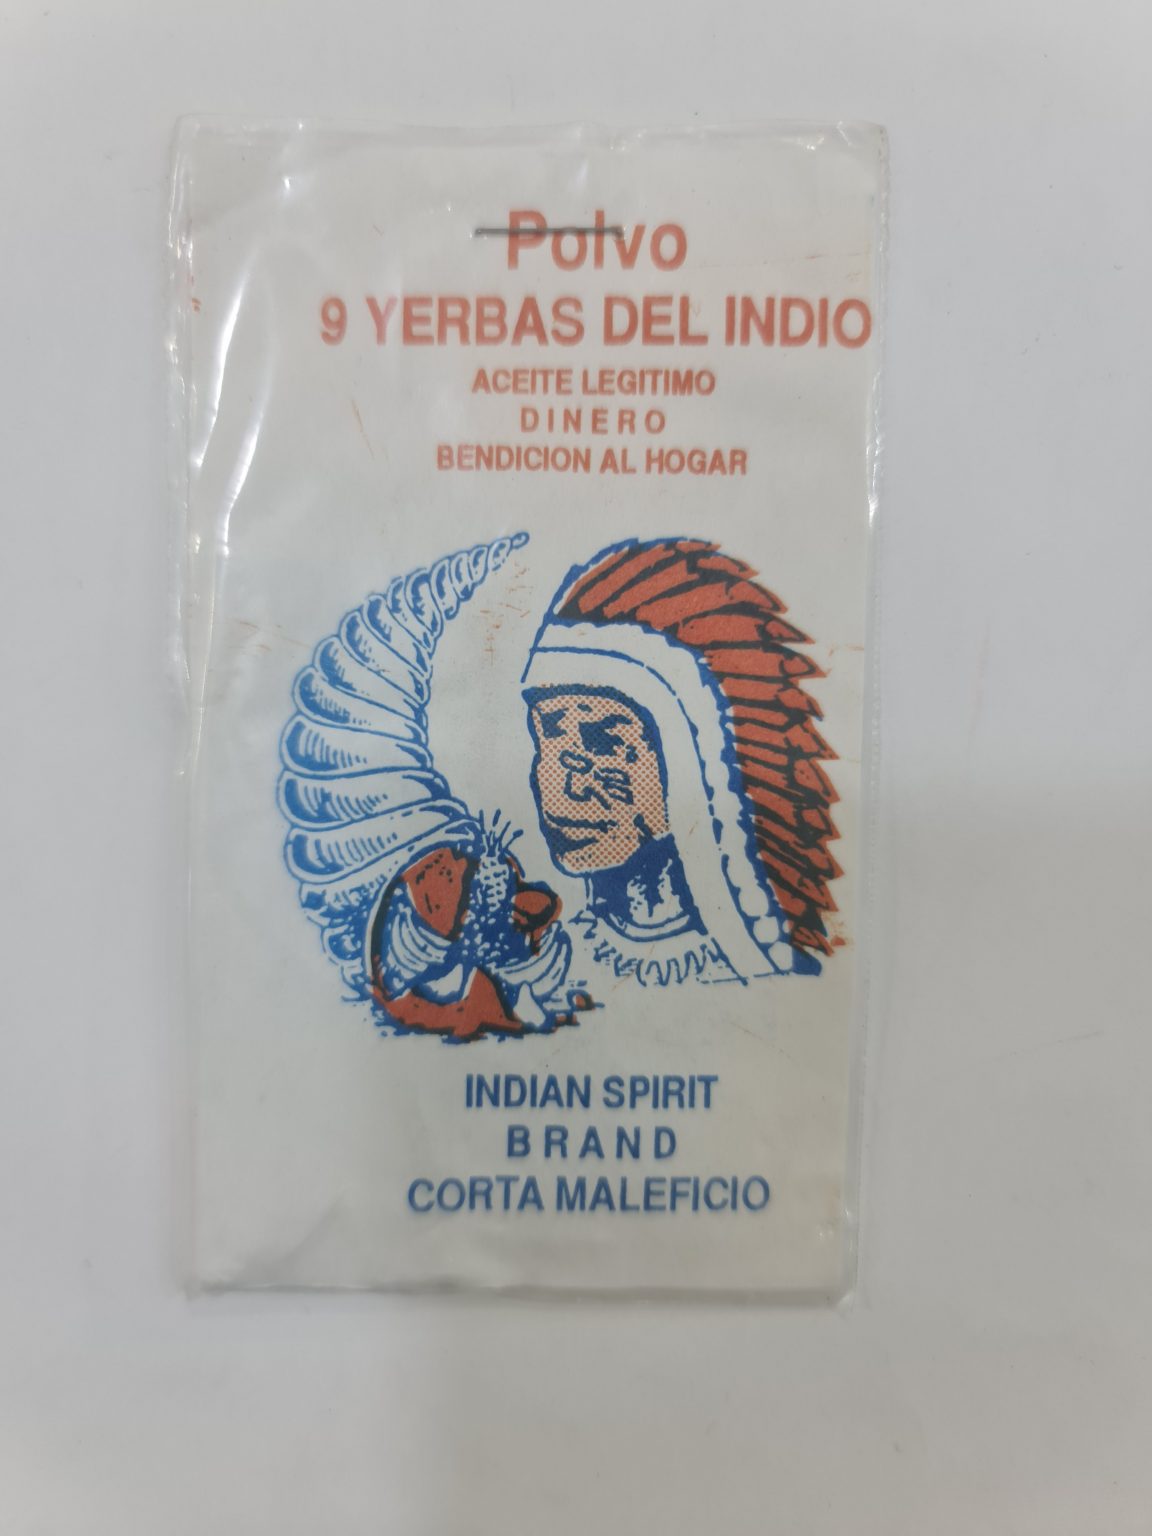 Polvo
9 YERBAS DEL INDIO
ACEITE LEGITIMO
DINERO
BENDICION AL HOGAR
INDIAN SPIRIT
BRAND
CORTA MALEFICIO